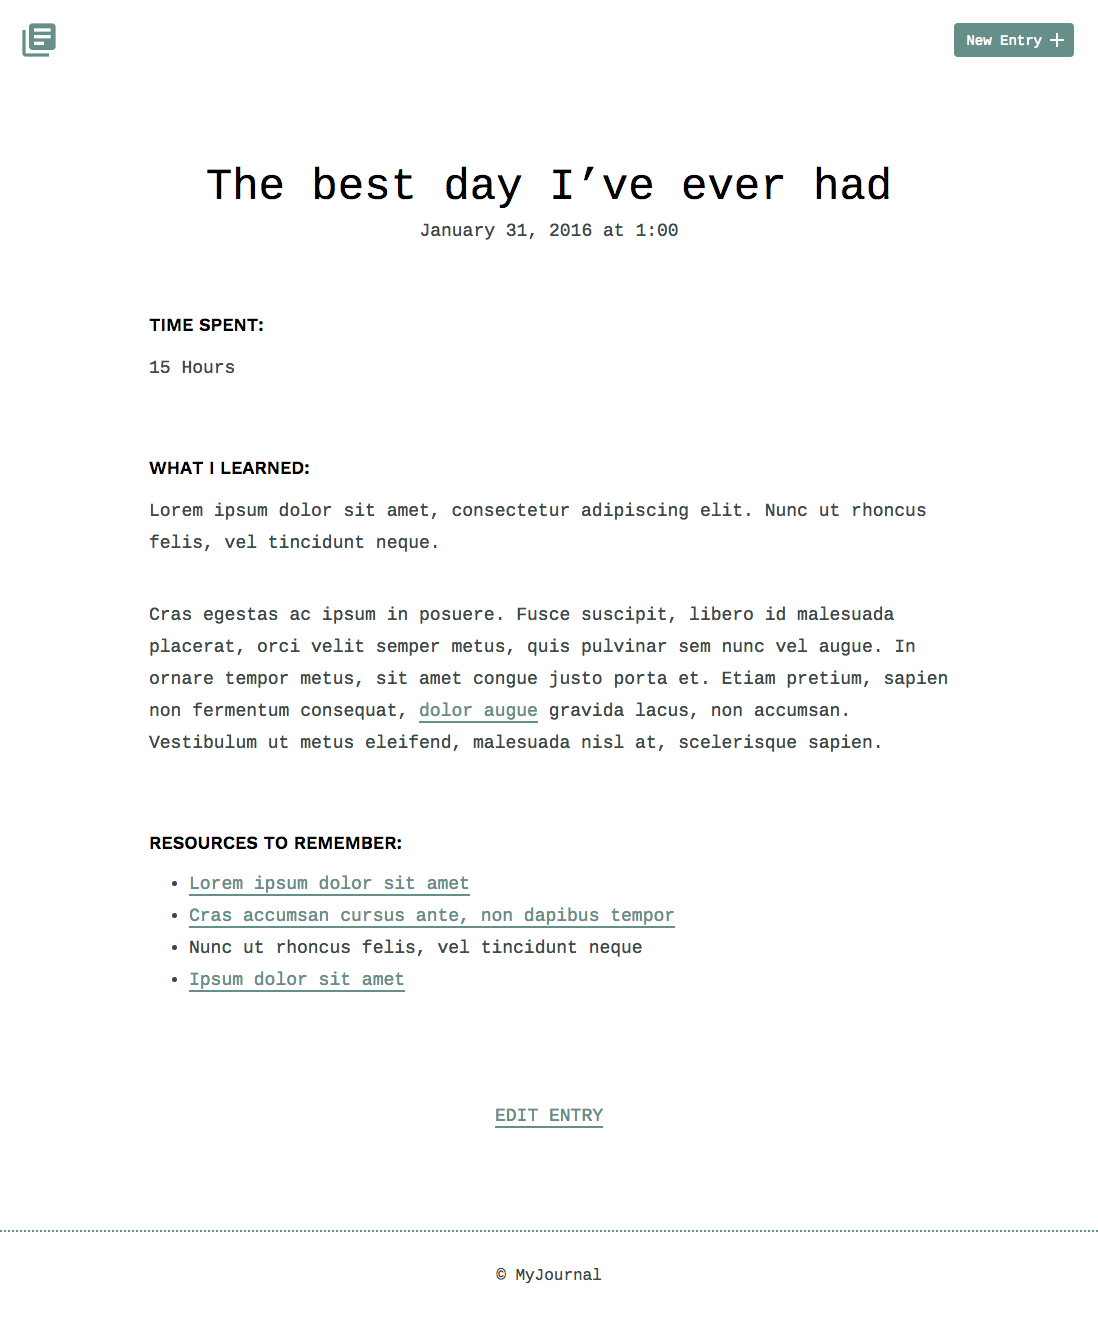 New Entry
The best day I’ve ever had
January 31, 2016 at 1:00
TIME SPENT:
15 Hours
WHAT I LEARNED:
Lorem ipsum dolor sit amet, consectetur adipiscing elit. Nunc ut rhoncus
felis, vel tincidunt neque.
Cras egestas ac ipsum in posuere. Fusce suscipit, libero id malesuada
placerat, orci velit semper metus, quis pulvinar sem nunc vel augue. In
ornare tempor metus, sit amet congue justo porta et. Etiam pretium, sapien
non fermentum consequat, dolor augue gravida lacus, non accumsan.
Vestibulum ut metus eleifend, malesuada nisl at, scelerisque sapien.
RESOURCES TO REMEMBER:
• Lorem ipsum dolor sit amet
• Cras accumsan cursus ante, non dapibus tempor
• Nunc ut rhoncus felis, vel tincidunt neque
• Ipsum dolor sit amet
EDIT ENTRY
© MyJournal